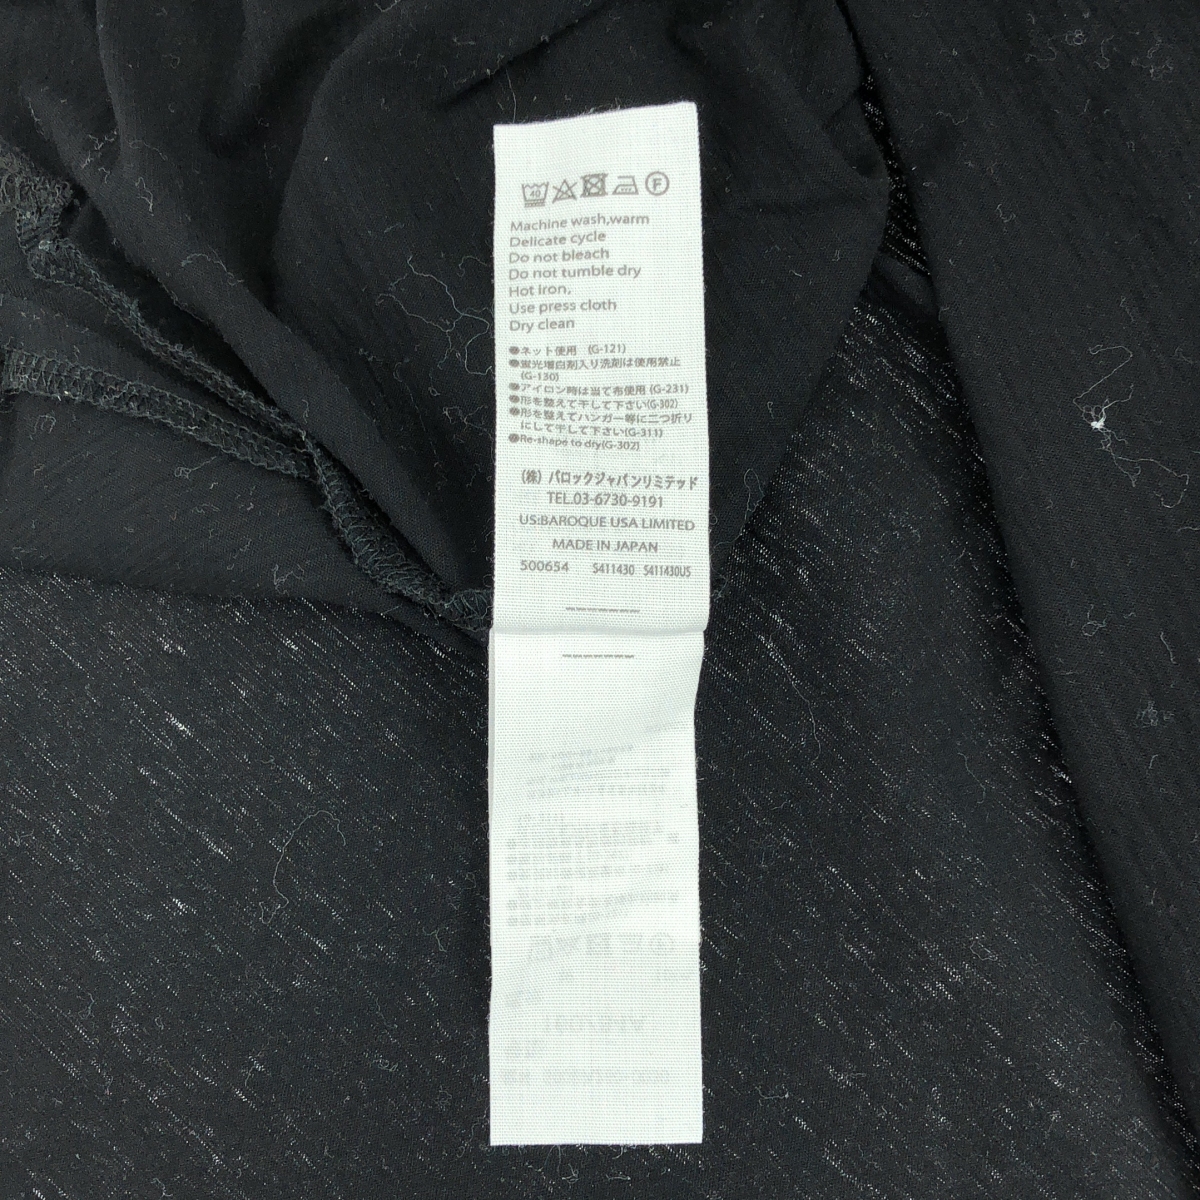 40 F
Machine wash,warm
Delicate cycle
Do not bleach
Do not tumble dry
Hot iron,
Use press cloth
Dry clean
●ネット使用 (G-121)
●蛍光増白剤入り洗剤は使用禁止
(G-130)
●アイロン時は当て布使用(G-231)
●形を整えて干して下さい(G-302)
●形を整えてハンガー等に二つ折り
にして干して下さい(G-311)
●Re-shape to dry(G-302)
(株) バロックジャパンリミテッド
TEL.03-6730-9191
US:BAROQUE USA LIMITED
MADE IN JAPAN
500654 S411430 S411430US